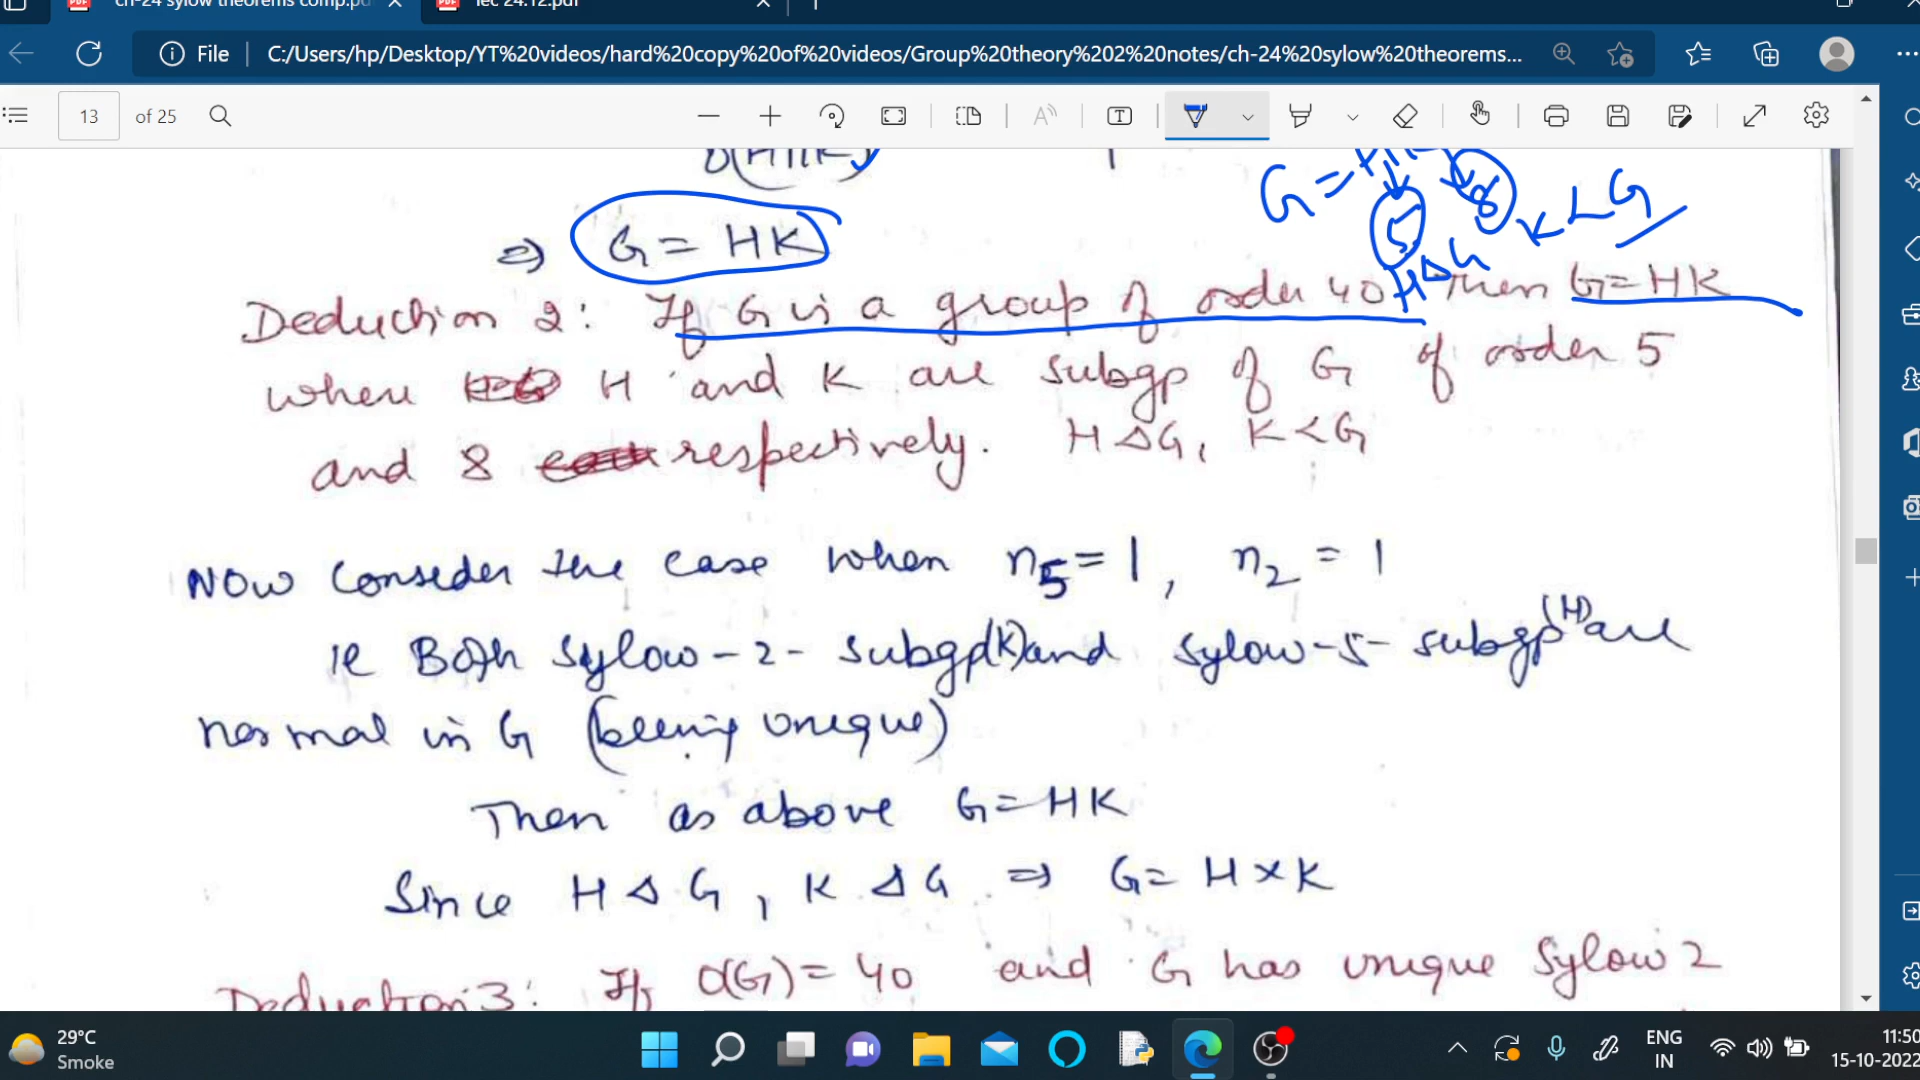 ch-24 sylow theorems comp.pd
lec 24.12.pdf
File
C:/Users/hp/Desktop/YT%20videos/hard%20copy%20of%20videos/Group%20theory%202%20notes/ch-24%20sylow%20theorems...
13 of 25
O(H∩K)
1
G=
5
8
H∆G
K<G
⇒ G = HK
Deduction 2: If G is a group of order 40 then G=HK
where H and K are subgp of G of order 5
and 8 respectively. H∆G, K<G
Now Conseder the case when n5=1, n2=1
ie Both Sylow-2-Subgp(K) and Sylow-5-subgp(H) are
normal in G (being unique)
Then as above G=HK
Since H∆G, K∆G ⇒ G=H×K
Deduction 3: If O(G)=40 and G has unique Sylow 2
29°C
Smoke
ENG
IN
11:50
15-10-2022